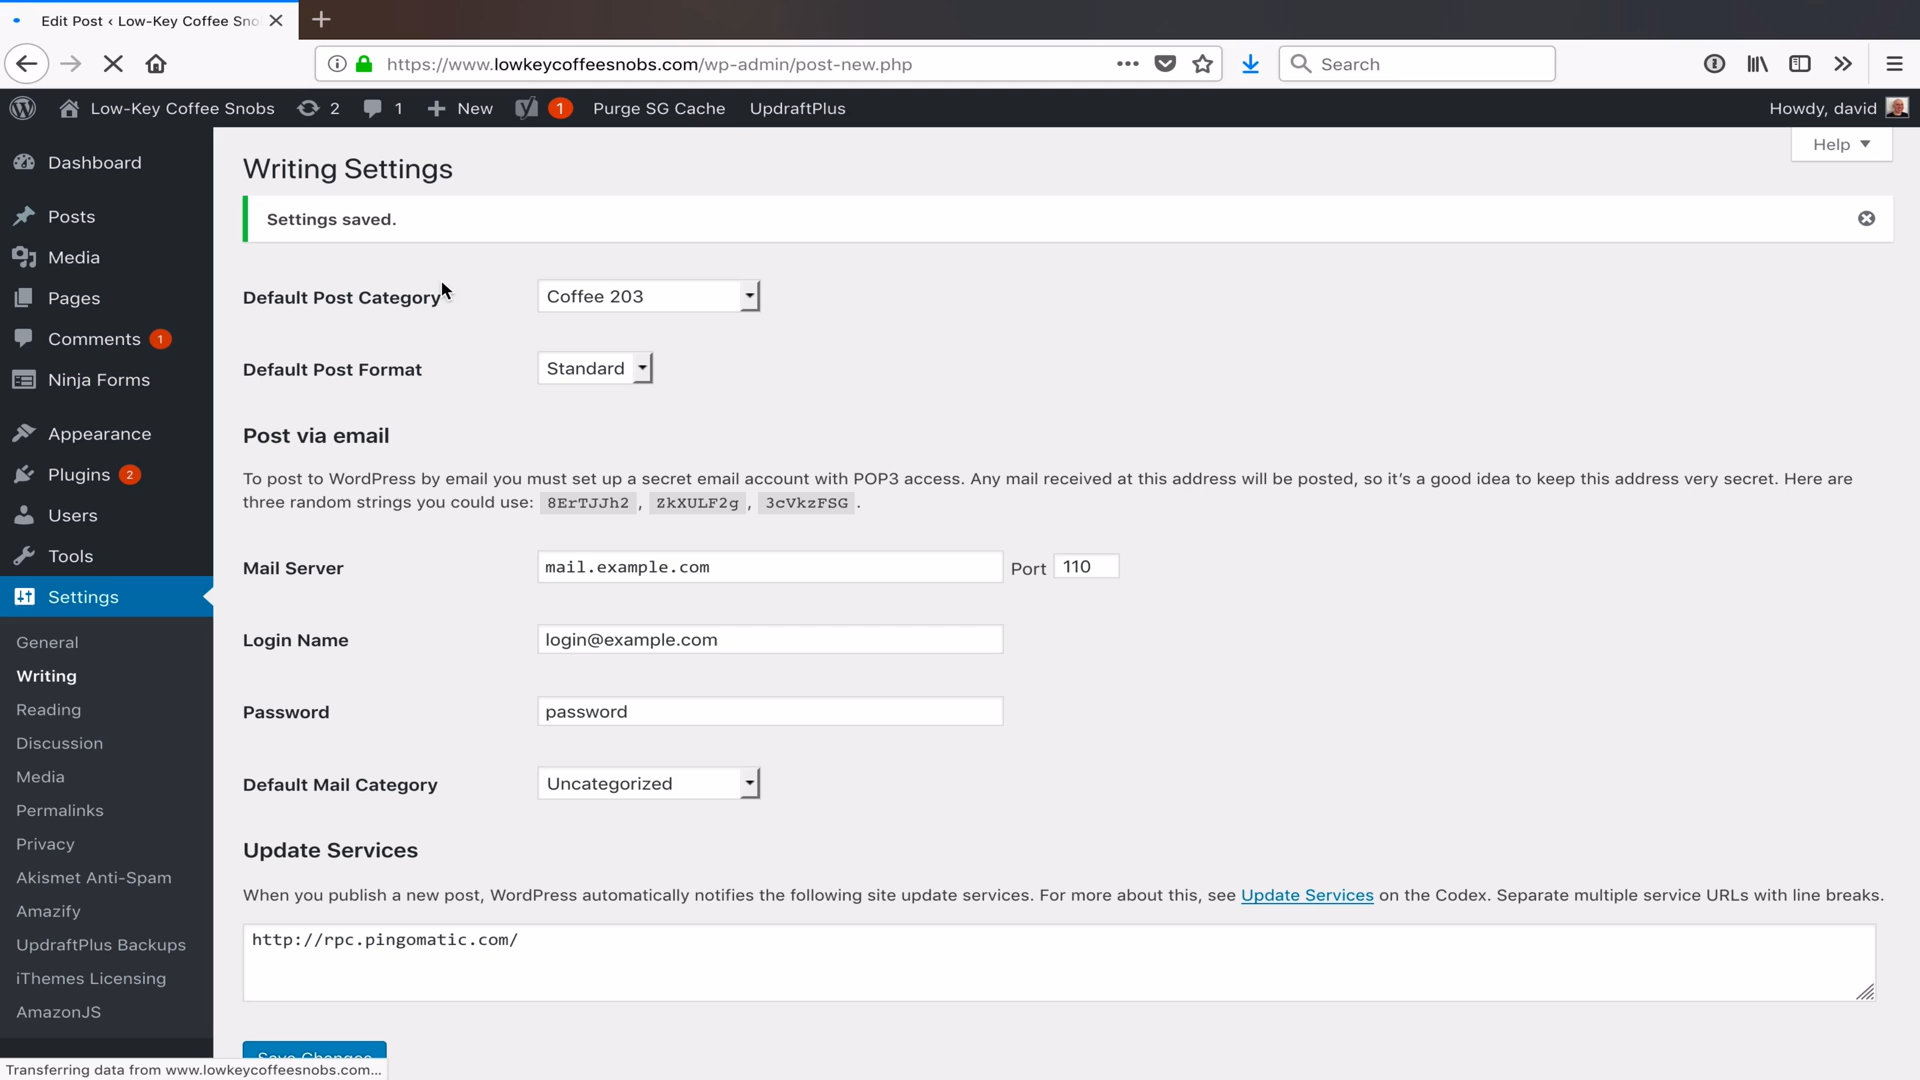 Edit Post ‹ Low-Key Coffee Sno
https://www.lowkeycoffeesnobs.com/wp-admin/post-new.php
Search
Low-Key Coffee Snobs 2 1 New 1 Purge SG Cache UpdraftPlus Howdy, david
Help
Dashboard
Posts
Media
Pages
Comments 1
Ninja Forms
Appearance
Plugins 2
Users
Tools
Settings
General
Writing
Reading
Discussion
Media
Permalinks
Privacy
Akismet Anti-Spam
Amazify
UpdraftPlus Backups
iThemes Licensing
AmazonJS
Writing Settings
Settings saved.
Default Post Category Coffee 203
Default Post Format Standard
Post via email
To post to WordPress by email you must set up a secret email account with POP3 access. Any mail received at this address will be posted, so it's a good idea to keep this address very secret. Here are
three random strings you could use: 8ErTJJh2 , ZkXULF2g , 3cVkzFSG .
Mail Server mail.example.com Port 110
Login Name login@example.com
Password password
Default Mail Category Uncategorized
Update Services
When you publish a new post, WordPress automatically notifies the following site update services. For more about this, see Update Services on the Codex. Separate multiple service URLs with line breaks.
http://rpc.pingomatic.com/
Save Changes
Transferring data from www.lowkeycoffeesnobs.com...